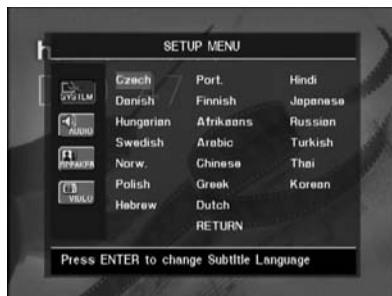 SETUP MENU
SYSTEM
AUDIO
SPEAKER
VIDEO
Czech Port. Hindi
Danish Finnish Japanese
Hungarian Afrikaans Russian
Swedish Arabic Turkish
Norw. Chinese Thai
Polish Greek Korean
Hebrew Dutch
RETURN
Press ENTER to change Subtitle Language